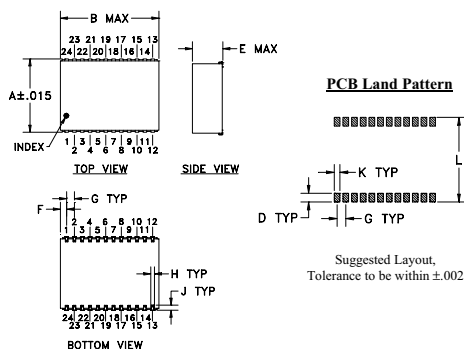 B MAX
23 21 19 17 15 13
24 22 20 18 16 14
E MAX
A±.015
INDEX
1 3 5 7 9 11
2 4 6 8 10 12
TOP VIEW
SIDE VIEW
PCB Land Pattern
K TYP
L
D TYP
G TYP
Suggested Layout,
Tolerance to be within ±.002
G TYP
F
2 4 6 8 10 12
1 3 5 7 9 11
H TYP
J TYP
24 22 20 18 16 14
23 21 19 17 15 13
BOTTOM VIEW